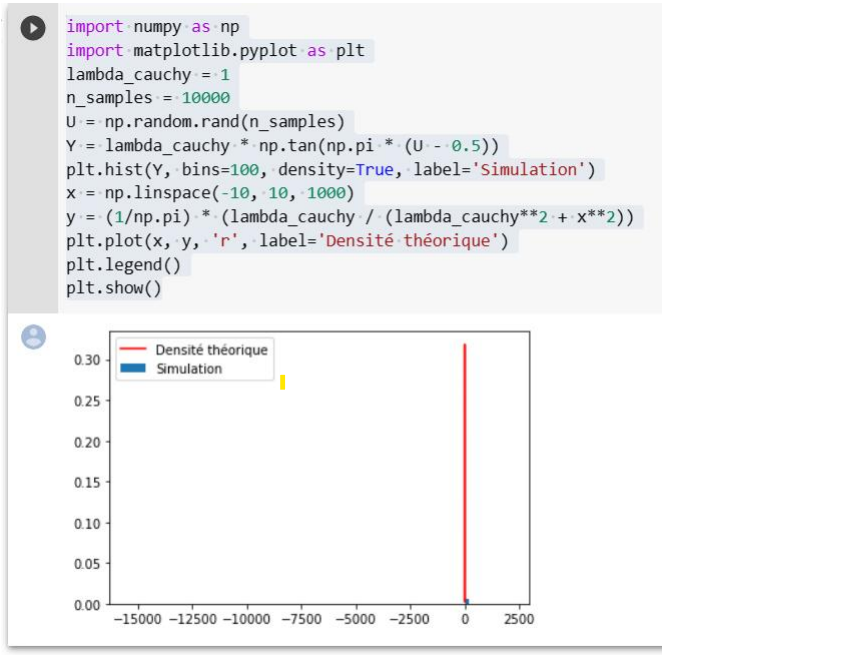 import numpy as np
import matplotlib.pyplot as plt
lambda_cauchy = 1
n_samples = 10000
U = np.random.rand(n_samples)
Y = lambda_cauchy * np.tan(np.pi * (U - 0.5))
plt.hist(Y, bins=100, density=True, label='Simulation')
x = np.linspace(-10, 10, 1000)
y = (1/np.pi) * (lambda_cauchy / (lambda_cauchy**2 + x**2))
plt.plot(x, y, 'r', label='Densité théorique')
plt.legend()
plt.show()
Densité théorique
Simulation
0.30
0.25
0.20
0.15
0.10
0.05
0.00
−15000 −12500 −10000 −7500 −5000 −2500 0 2500